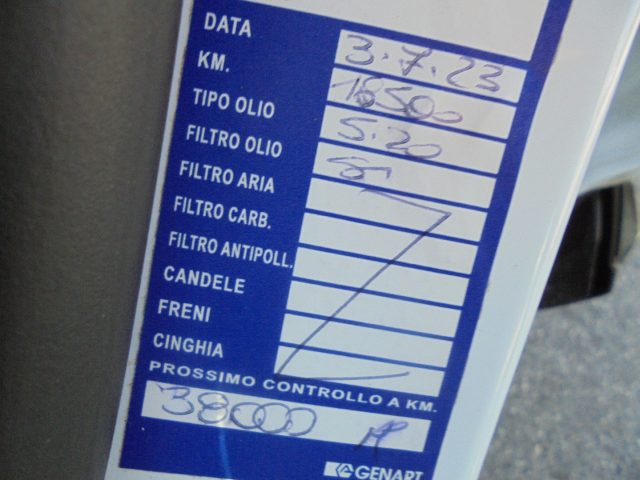 DATA 3.7.23
KM. 18500
TIPO OLIO 5.20
FILTRO OLIO
FILTRO ARIA
FILTRO CARB.
FILTRO ANTIPOLL.
CANDELE
FRENI
CINGHIA
PROSSIMO CONTROLLO A KM.
38000
GENART